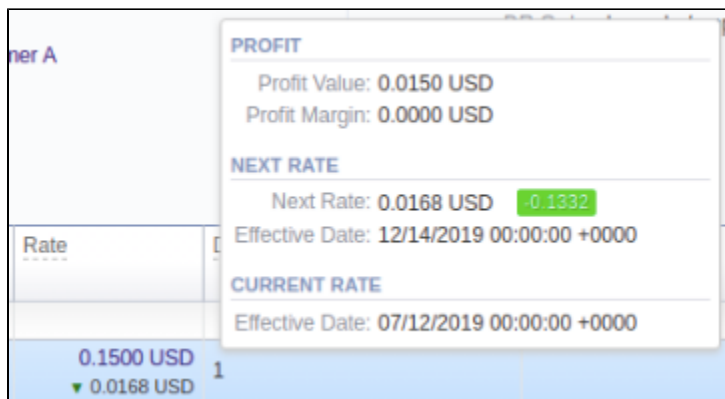 ner A
PROFIT
Profit Value: 0.0150 USD
Profit Margin: 0.0000 USD
NEXT RATE
Next Rate: 0.0168 USD -0.1332
Effective Date: 12/14/2019 00:00:00 +0000
CURRENT RATE
Effective Date: 07/12/2019 00:00:00 +0000
Rate
0.1500 USD
▼ 0.0168 USD
1